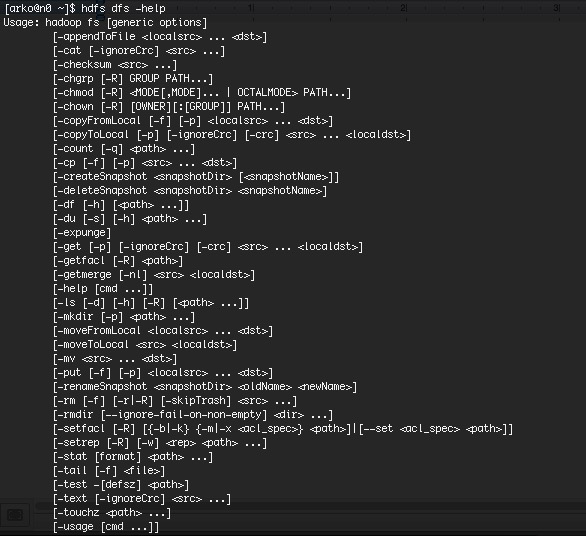 [arko@n0 ~]$ hdfs dfs -help
Usage: hadoop fs [generic options]
[-appendToFile <localsrc> ... <dst>]
[-cat [-ignoreCrc] <src> ...]
[-checksum <src> ...]
[-chgrp [-R] GROUP PATH...]
[-chmod [-R] <MODE[,MODE]... | OCTALMODE> PATH...]
[-chown [-R] [OWNER][:[GROUP]] PATH...]
[-copyFromLocal [-f] [-p] <localsrc> ... <dst>]
[-copyToLocal [-p] [-ignoreCrc] [-crc] <src> ... <localdst>]
[-count [-q] <path> ...]
[-cp [-f] [-p] <src> ... <dst>]
[-createSnapshot <snapshotDir> [<snapshotName>]]
[-deleteSnapshot <snapshotDir> <snapshotName>]
[-df [-h] [<path> ...]]
[-du [-s] [-h] <path> ...]
[-expunge]
[-get [-p] [-ignoreCrc] [-crc] <src> ... <localdst>]
[-getfacl [-R] <path>]
[-getmerge [-nl] <src> <localdst>]
[-help [cmd ...]]
[-ls [-d] [-h] [-R] [<path> ...]]
[-mkdir [-p] <path> ...]
[-moveFromLocal <localsrc> ... <dst>]
[-moveToLocal <src> <localdst>]
[-mv <src> ... <dst>]
[-put [-f] [-p] <localsrc> ... <dst>]
[-renameSnapshot <snapshotDir> <oldName> <newName>]
[-rm [-f] [-r|-R] [-skipTrash] <src> ...]
[-rmdir [--ignore-fail-on-non-empty] <dir> ...]
[-setfacl [-R] [{-b|-k} {-m|-x <acl_spec>} <path>]|[--set <acl_spec> <path>]]
[-setrep [-R] [-w] <rep> <path> ...]
[-stat [format] <path> ...]
[-tail [-f] <file>]
[-test -[defsz] <path>]
[-text [-ignoreCrc] <src> ...]
[-touchz <path> ...]
[-usage [cmd ...]]